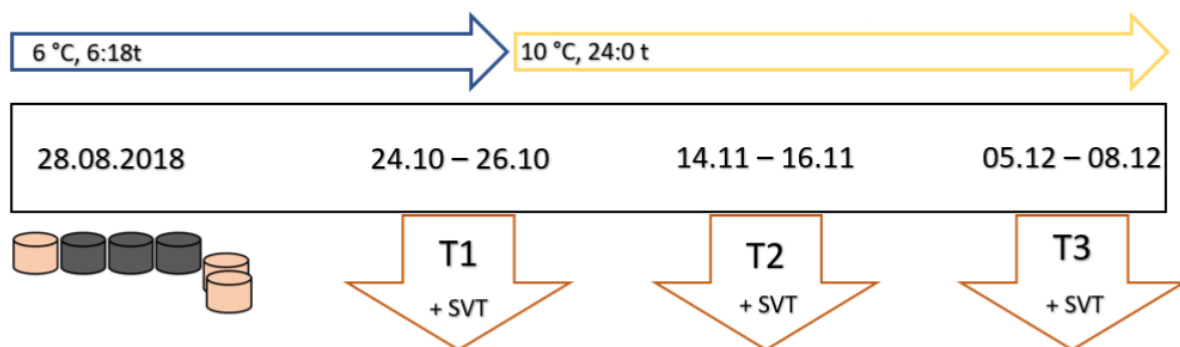 6 °C, 6:18t
10 °C, 24:0 t
28.08.2018
24.10 – 26.10
14.11 – 16.11
05.12 – 08.12
T1
+ SVT
T2
+ SVT
T3
+ SVT